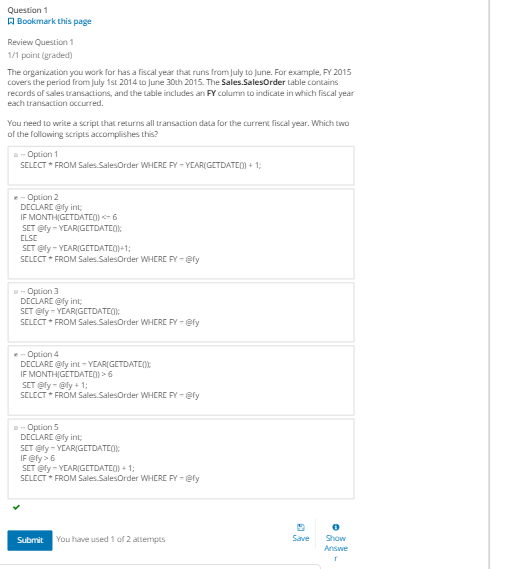 Question 1
Bookmark this page
Review Question 1
1/1 point (graded)
The organization you work for has a fiscal year that runs from July to June. For example, FY 2015
covers the period from July 1st 2014 to June 30th 2015. The Sales.SalesOrder table contains
records of sales transactions, and the table includes an FY column to indicate in which fiscal year
each transaction occurred.
You need to write a script that returns all transaction data for the current fiscal year. Which two
of the following scripts accomplishes this?
-- Option 1
SELECT * FROM Sales.SalesOrder WHERE FY = YEAR(GETDATE()) + 1;
-- Option 2
DECLARE @fy int;
IF MONTH(GETDATE()) <= 6
SET @fy = YEAR(GETDATE());
ELSE
SET @fy = YEAR(GETDATE())+1;
SELECT * FROM Sales.SalesOrder WHERE FY = @fy
-- Option 3
DECLARE @fy int;
SET @fy = YEAR(GETDATE());
SELECT * FROM Sales.SalesOrder WHERE FY = @fy
-- Option 4
DECLARE @fy int = YEAR(GETDATE());
IF MONTH(GETDATE()) > 6
SET @fy = @fy + 1;
SELECT * FROM Sales.SalesOrder WHERE FY = @fy
-- Option 5
DECLARE @fy int;
SET @fy = YEAR(GETDATE());
IF @fy > 6
SET @fy = YEAR(GETDATE()) + 1;
SELECT * FROM Sales.SalesOrder WHERE FY = @fy
Submit
You have used 1 of 2 attempts
Save
Show
Answe
r